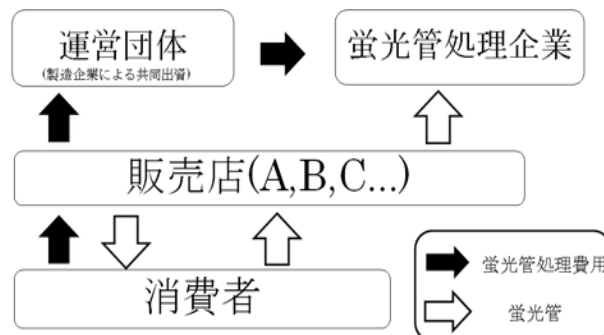 運営団体
(製造企業による共同出資)
蛍光管処理企業
販売店(A,B,C...)
消費者
蛍光管処理費用
蛍光管